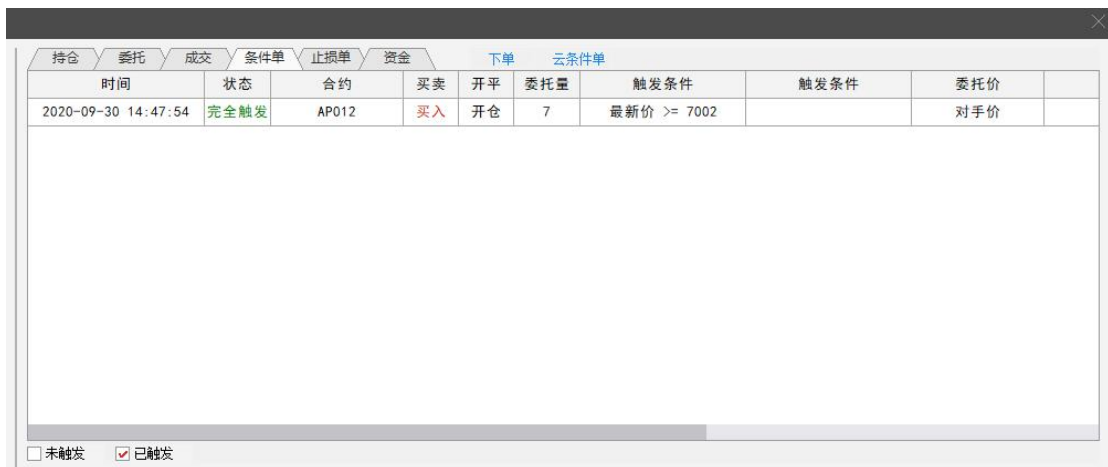 持仓 委托 成交 条件单 止损单 资金 下单 云条件单
时间 状态 合约 买卖 开平 委托量 触发条件 触发条件 委托价
2020-09-30 14:47:54 完全触发 AP012 买入 开仓 7 最新价 >= 7002 对手价
未触发 已触发